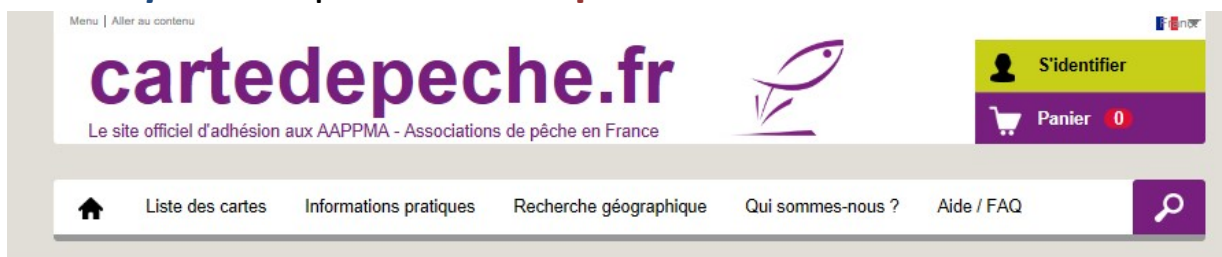 Menu | Aller au contenu
France
cartedepeche.fr
Le site officiel d'adhésion aux AAPPMA - Associations de pêche en France
S'identifier
Panier 0
Liste des cartes Informations pratiques Recherche géographique Qui sommes-nous ? Aide / FAQ